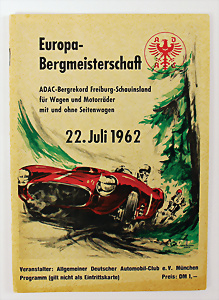 Europa-
Bergmeisterschaft
A D
A C
ADAC-Bergrekord Freiburg-Schauinsland
für Wagen und Motorräder
mit und ohne Seitenwagen
22. Juli 1962
Veranstalter: Allgemeiner Deutscher Automobil-Club e. V. München
Programm (gilt nicht als Eintrittskarte) Preis: DM 1,—